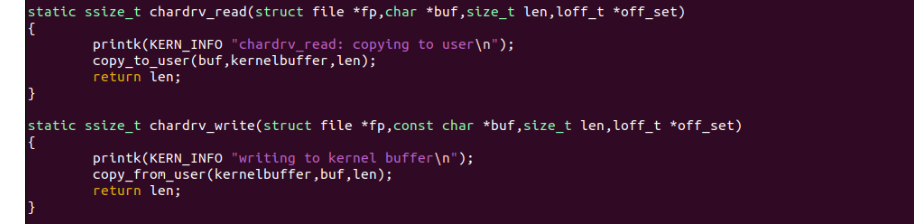 static ssize_t chardrv_read(struct file *fp,char *buf,size_t len,loff_t *off_set)
{
        printk(KERN_INFO "chardrv_read: copying to user\n");
        copy_to_user(buf,kernelbuffer,len);
        return len;
}

static ssize_t chardrv_write(struct file *fp,const char *buf,size_t len,loff_t *off_set)
{
        printk(KERN_INFO "writing to kernel buffer\n");
        copy_from_user(kernelbuffer,buf,len);
        return len;
}